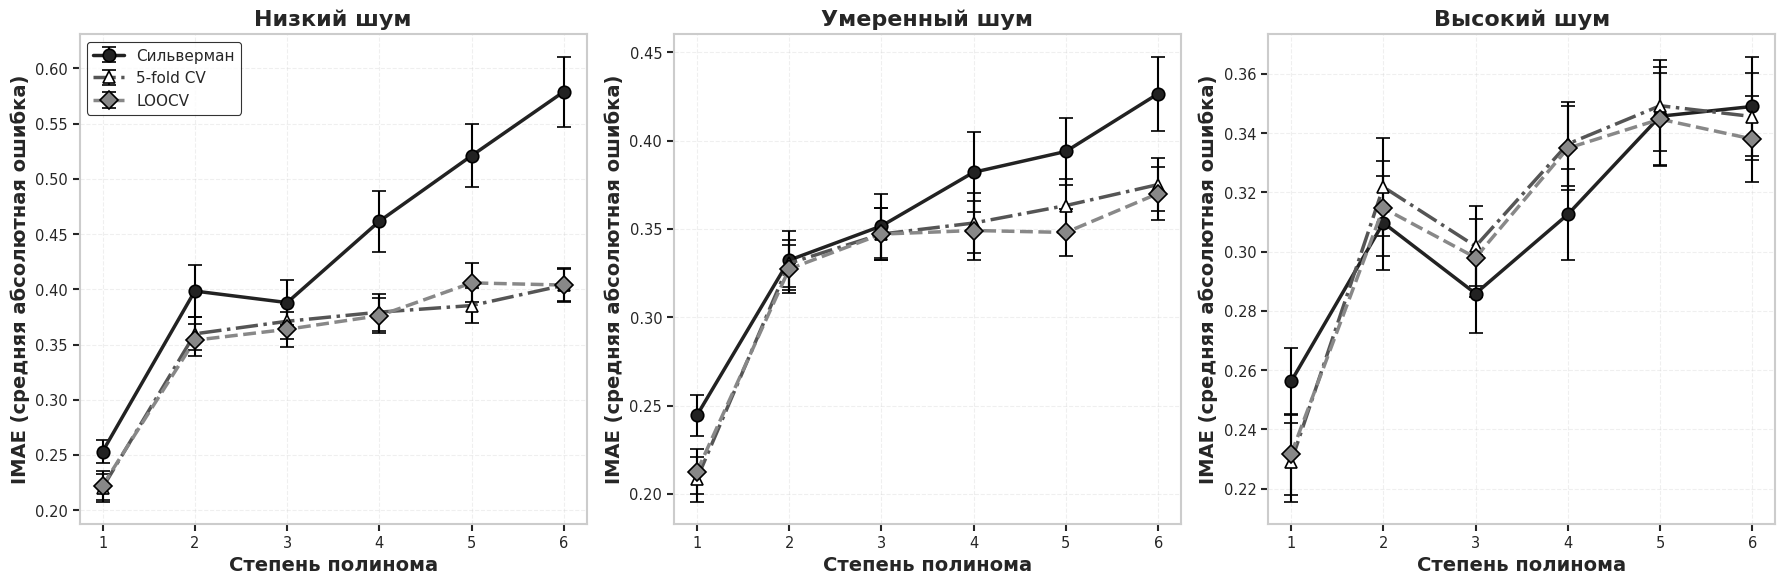 Низкий шум
IMAE (средняя абсолютная ошибка)
0.60
0.55
0.50
0.45
0.40
0.35
0.30
0.25
0.20
Сильверман
5-fold CV
LOOCV
1 2 3 4 5 6
Степень полинома
Умеренный шум
IMAE (средняя абсолютная ошибка)
0.45
0.40
0.35
0.30
0.25
0.20
1 2 3 4 5 6
Степень полинома
Высокий шум
IMAE (средняя абсолютная ошибка)
0.36
0.34
0.32
0.30
0.28
0.26
0.24
0.22
1 2 3 4 5 6
Степень полинома